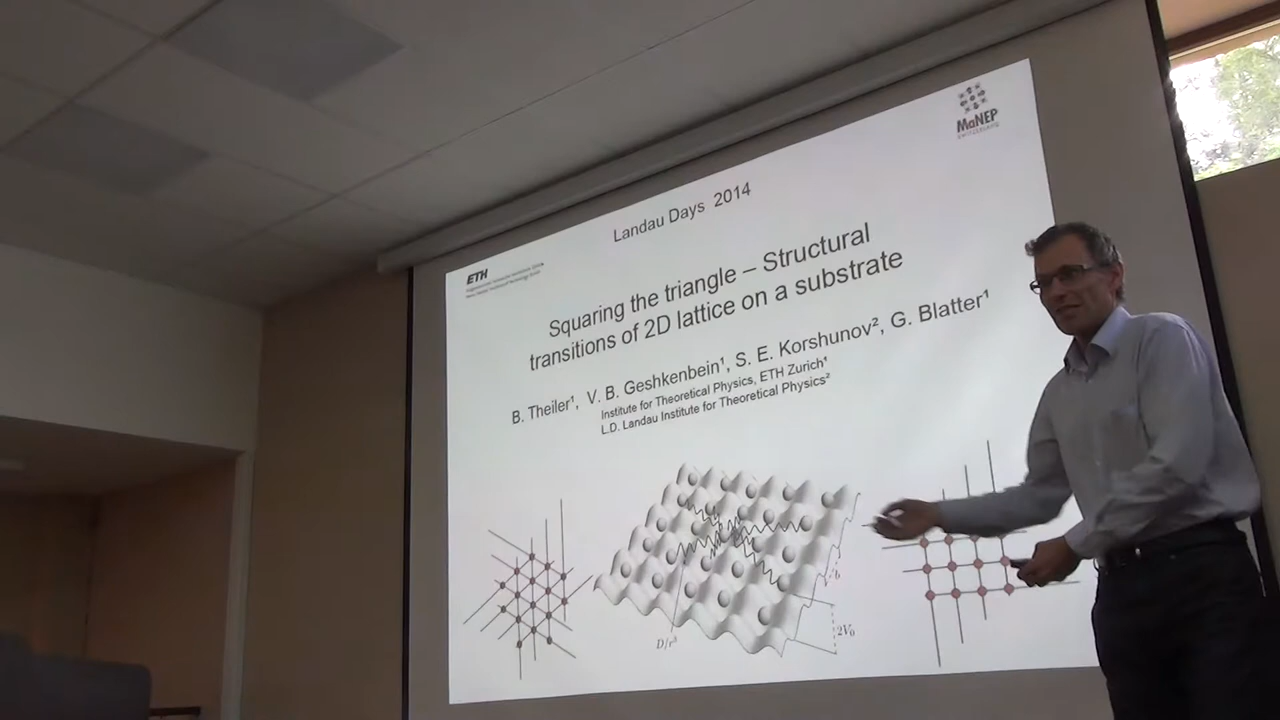 MaNEP
SWITZERLAND
Landau Days 2014
ETH
Squaring the triangle – Structural
transitions of 2D lattice on a substrate
B. Theiler¹, V. B. Geshkenbein¹, S. E. Korshunov², G. Blatter¹
Institute for Theoretical Physics, ETH Zurich¹
L.D. Landau Institute for Theoretical Physics²
b
D/r³
2V₀